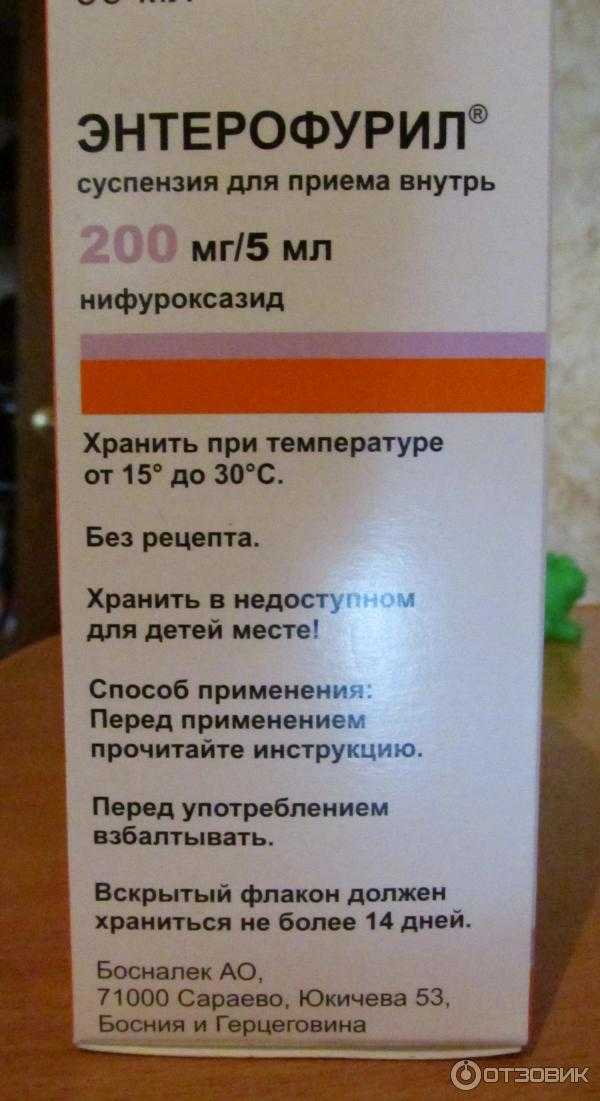 ЭНТЕРОФУРИЛ®
суспензия для приема внутрь
200 мг/5 мл
нифуроксазид
Хранить при температуре
от 15° до 30°С.
Без рецепта.
Хранить в недоступном
для детей месте!
Способ применения:
Перед применением
прочитайте инструкцию.
Перед употреблением
взбалтывать.
Вскрытый флакон должен
храниться не более 14 дней.
Босналек АО,
71000 Сараево, Юкичева 53,
Босния и Герцеговина
ОТЗОВИК